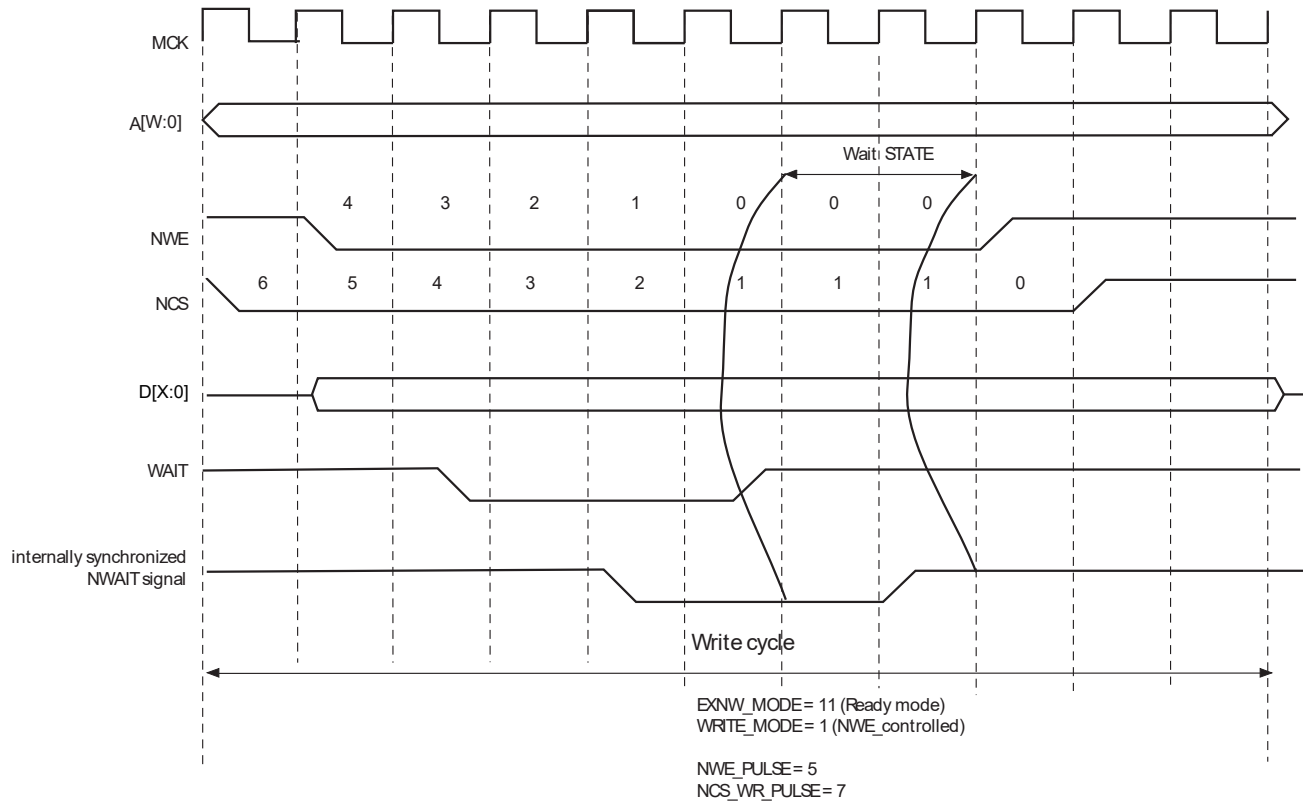 MCK
A[W:0]
Wait STATE
4 3 2 1 0 0 0
NWE
6 5 4 3 2 1 1 1 0
NCS
D[X:0]
WAIT
internally synchronized
NWAIT signal
Write cycle
EXNW_MODE = 11 (Ready mode)
WRITE_MODE = 1 (NWE_controlled)
NWE_PULSE = 5
NCS_WR_PULSE = 7